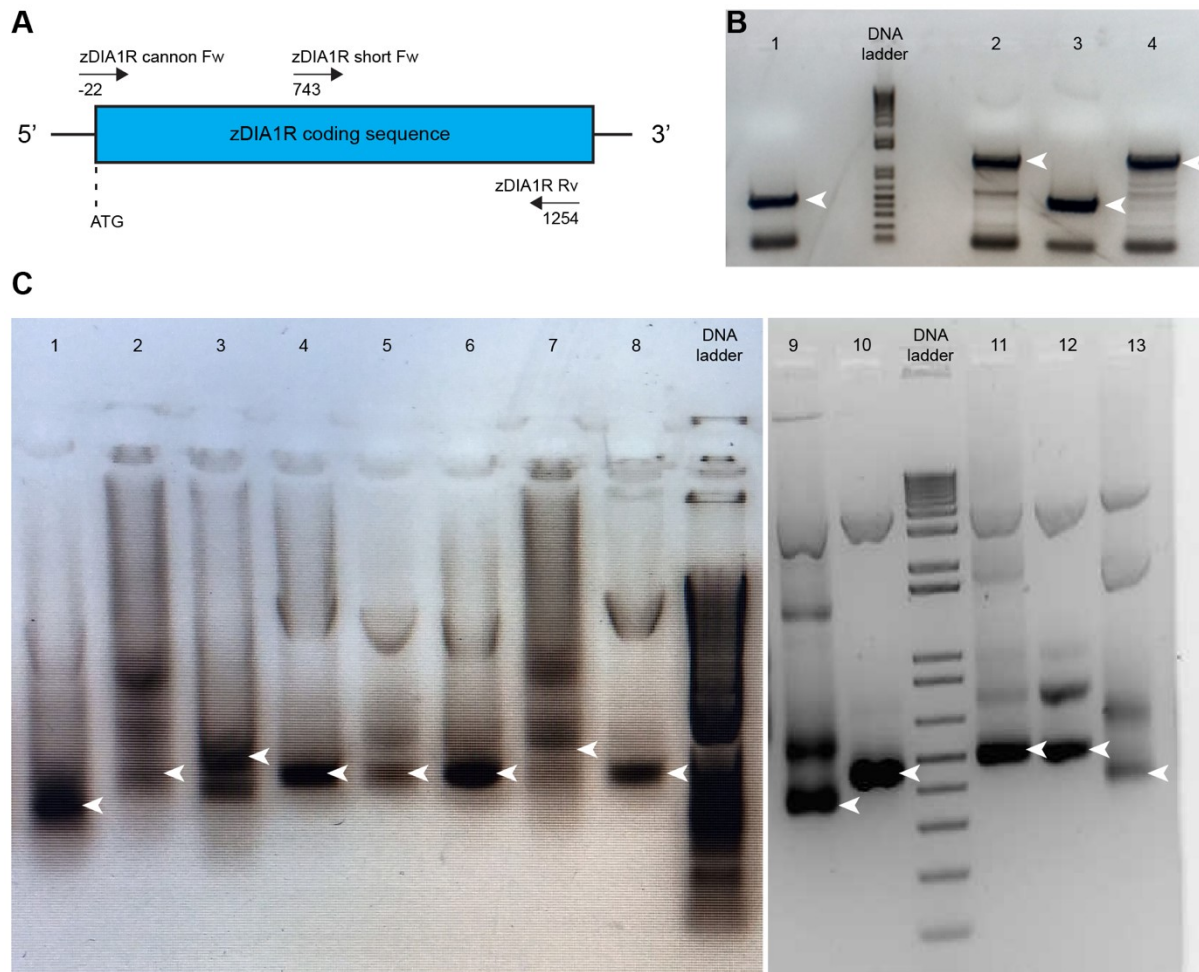 A
zDIA1R cannon Fw
-22
zDIA1R short Fw
743
5’
zDIA1R coding sequence
3’
zDIA1R Rv
1254
ATG
B
1
DNA
ladder
2
3
4
C
1
2
3
4
5
6
7
8
DNA
ladder
9
10
DNA
ladder
11
12
13